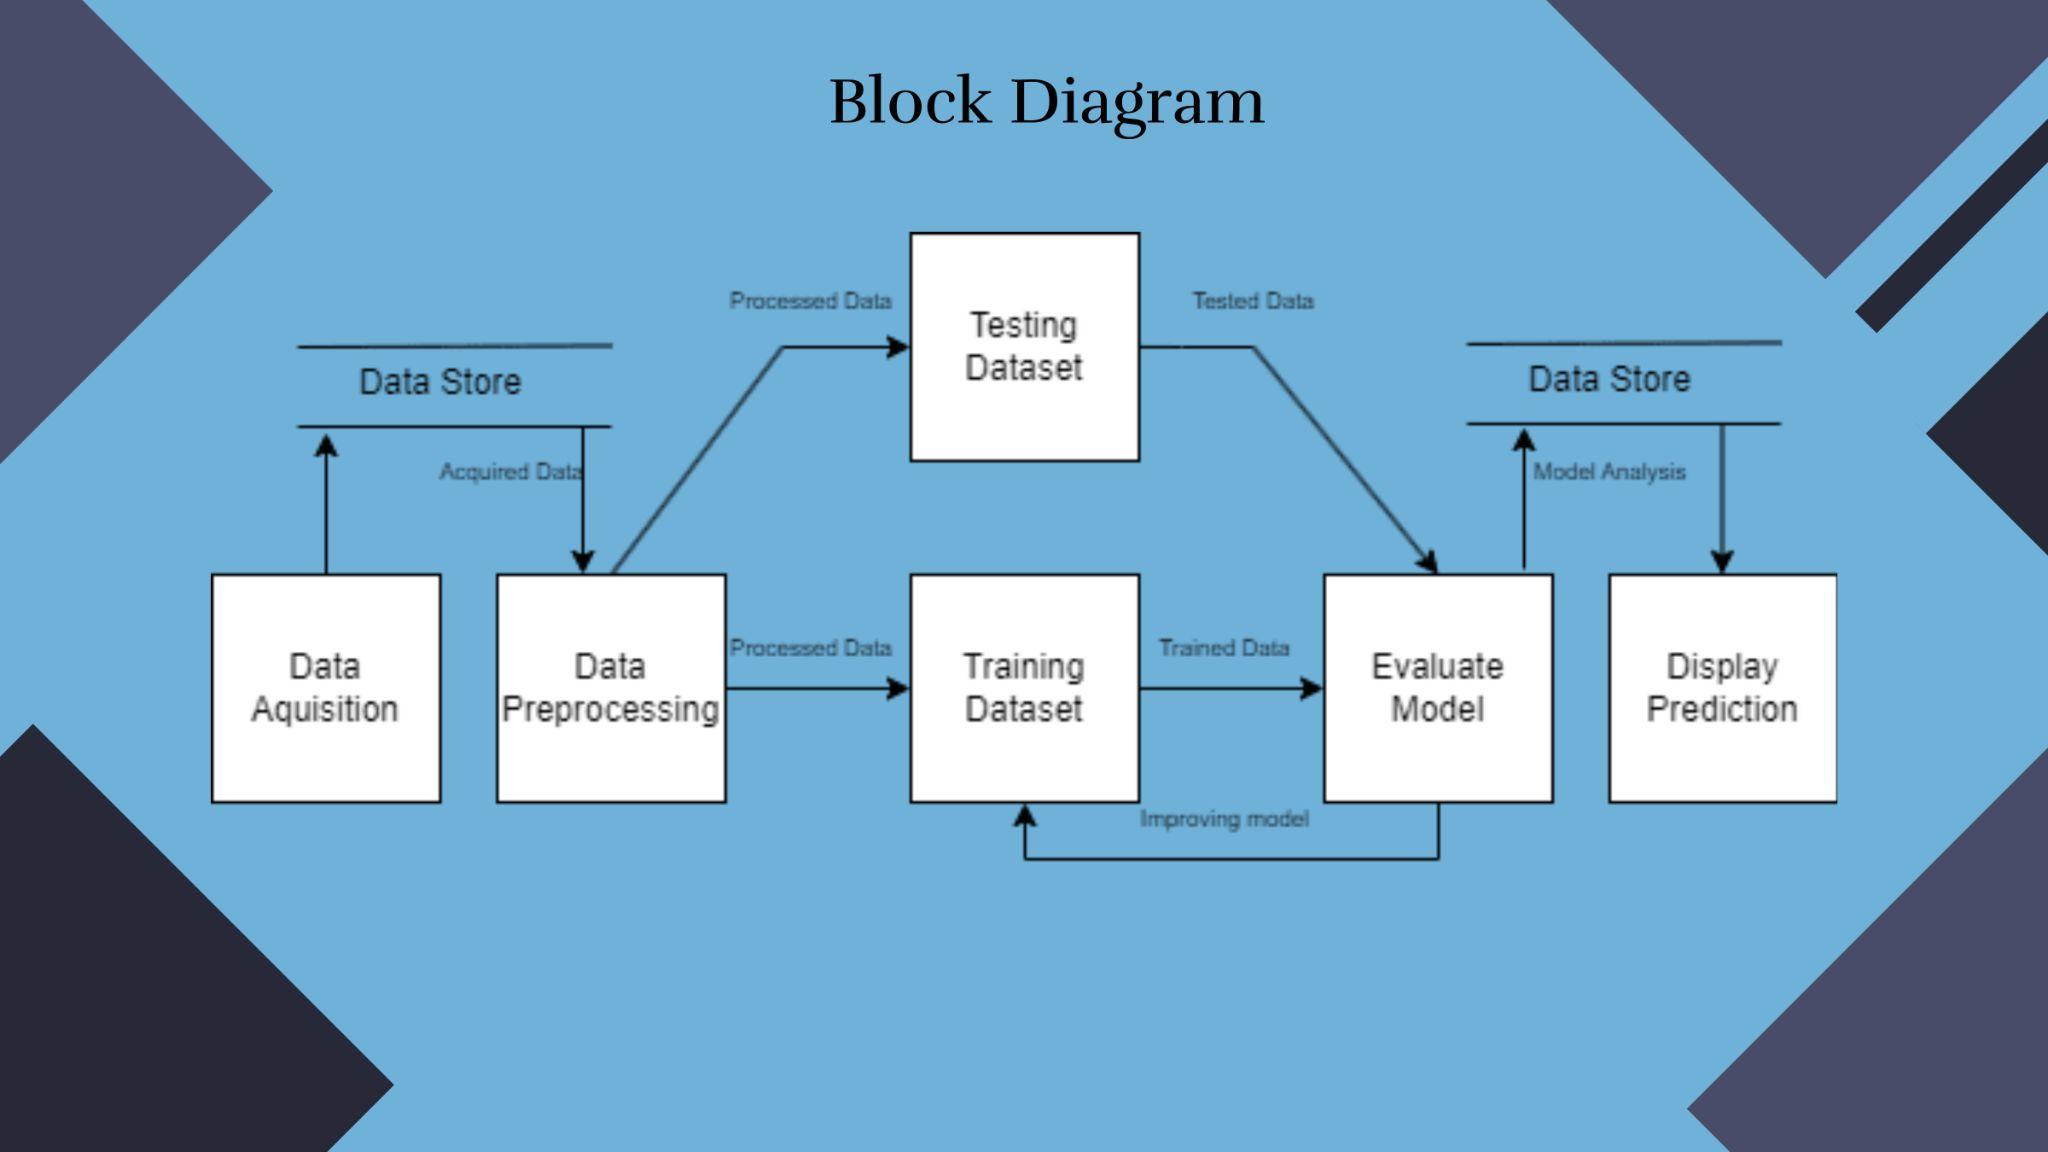 Block Diagram
Processed Data
Testing
Dataset
Tested Data
Data Store
Data Store
Acquired Data
Model Analysis
Data
Aquisition
Data
Preprocessing
Processed Data
Training
Dataset
Trained Data
Evaluate
Model
Display
Prediction
Improving model